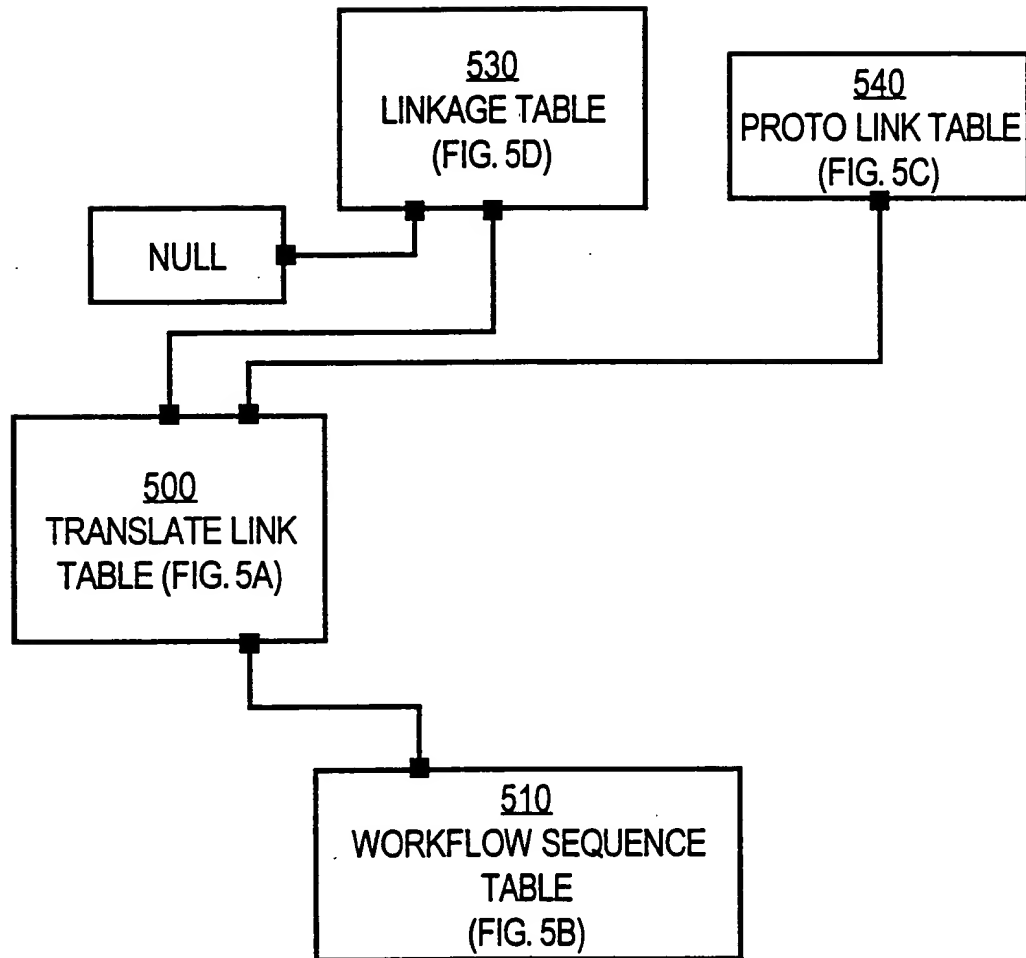 530
LINKAGE TABLE
(FIG. 5D)
540
PROTO LINK TABLE
(FIG. 5C)
NULL
500
TRANSLATE LINK
TABLE (FIG. 5A)
510
WORKFLOW SEQUENCE
TABLE
(FIG. 5B)